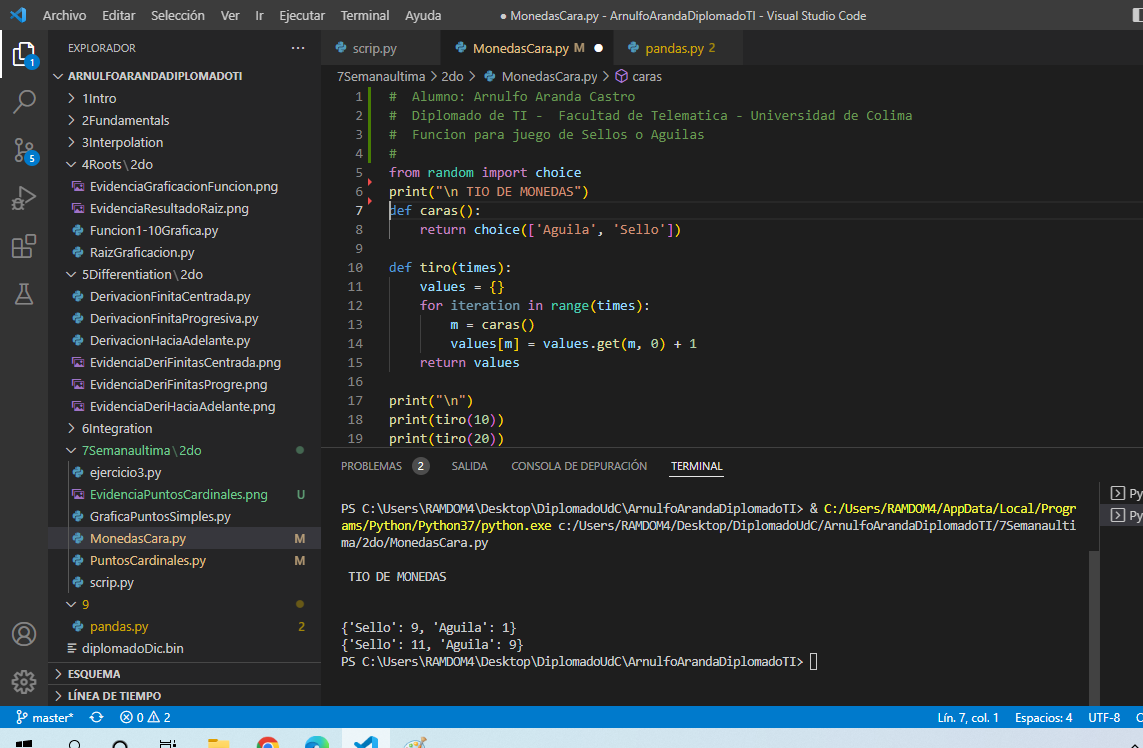 Archivo Editar Selección Ver Ir Ejecutar Terminal Ayuda ● MonedasCara.py - ArnulfoArandaDiplomadoTI - Visual Studio Code
EXPLORADOR ...
ARNULFOARANDADIPLOMADOTI
1Intro
2Fundamentals
3Interpolation
4Roots\2do
EvidenciaGraficacionFuncion.png
EvidenciaResultadoRaiz.png
Funcion1-10Grafica.py
RaizGraficacion.py
5Differentiation\2do
DerivacionFinitaCentrada.py
DerivacionFinitaProgresiva.py
DerivacionHaciaAdelante.py
EvidenciaDeriFinitasCentrada.png
EvidenciaDeriFinitasProgre.png
EvidenciaDeriHaciaAdelante.png
6Integration
7Semanaultima\2do
ejercicio3.py
EvidenciaPuntosCardinales.png U
GraficaPuntosSimples.py
MonedasCara.py M
PuntosCardinales.py M
scrip.py
9
pandas.py 2
diplomadoDic.bin
ESQUEMA
LÍNEA DE TIEMPO
1
5
scrip.py MonedasCara.py M ● pandas.py 2
7Semanaultima > 2do > MonedasCara.py > caras
1 # Alumno: Arnulfo Aranda Castro
2 # Diplomado de TI - Facultad de Telematica - Universidad de Colima
3 # Funcion para juego de Sellos o Aguilas
4 #
5 from random import choice
6 print("\n TIO DE MONEDAS")
7 def caras():
8 return choice(['Aguila', 'Sello'])
9
10 def tiro(times):
11 values = {}
12 for iteration in range(times):
13 m = caras()
14 values[m] = values.get(m, 0) + 1
15 return values
16
17 print("\n")
18 print(tiro(10))
19 print(tiro(20))
PROBLEMAS 2 SALIDA CONSOLA DE DEPURACIÓN TERMINAL
PS C:\Users\RAMDOM4\Desktop\DiplomadoUdC\ArnulfoArandaDiplomadoTI> & C:/Users/RAMDOM4/AppData/Local/Progr
ams/Python/Python37/python.exe c:/Users/RAMDOM4/Desktop/DiplomadoUdC/ArnulfoArandaDiplomadoTI/7Semanaulti
ma/2do/MonedasCara.py
TIO DE MONEDAS
{'Sello': 9, 'Aguila': 1}
{'Sello': 11, 'Aguila': 9}
PS C:\Users\RAMDOM4\Desktop\DiplomadoUdC\ArnulfoArandaDiplomadoTI>
Py
Py
master* 0 2 Lín. 7, col. 1 Espacios: 4 UTF-8